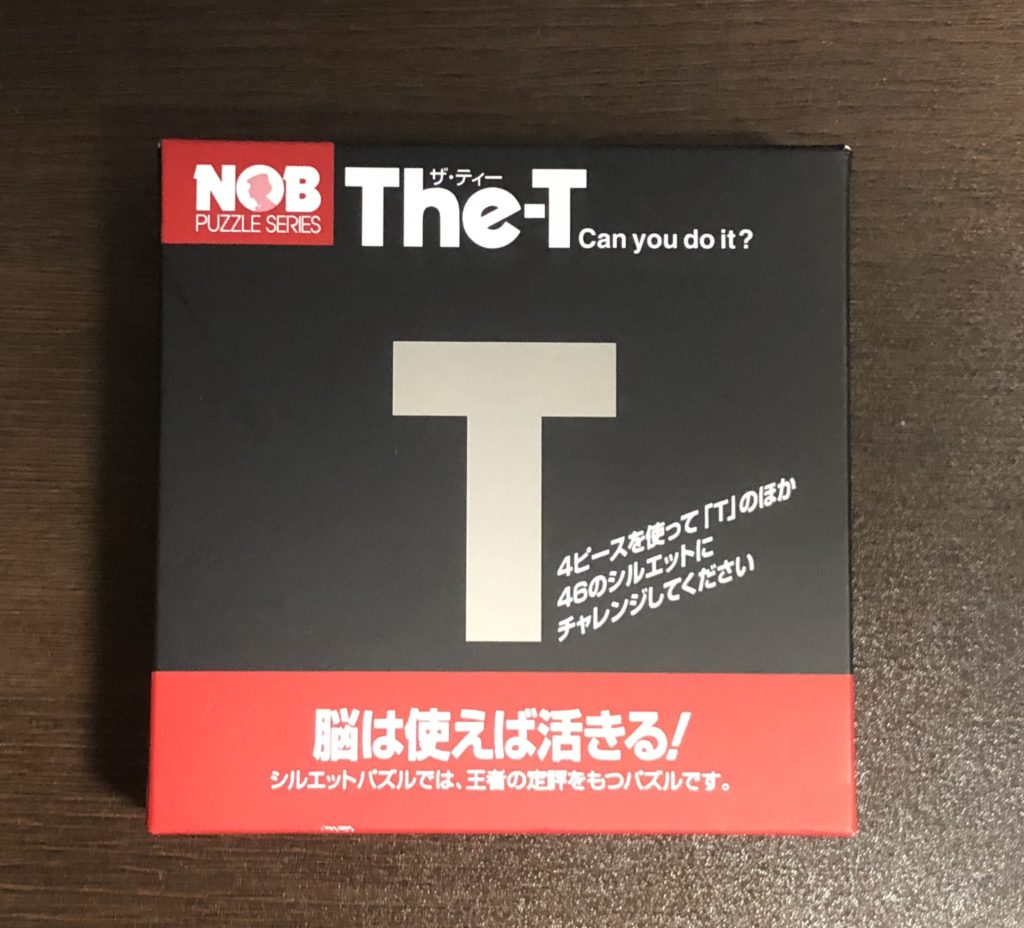 NOB
PUZZLE SERIES
ザ・ティー
The-T
Can you do it?
T
4ピースを使って「T」のほか
46のシルエットに
チャレンジしてください
脳は使えば活きる!
シルエットパズルでは、王者の定評をもつパズルです。